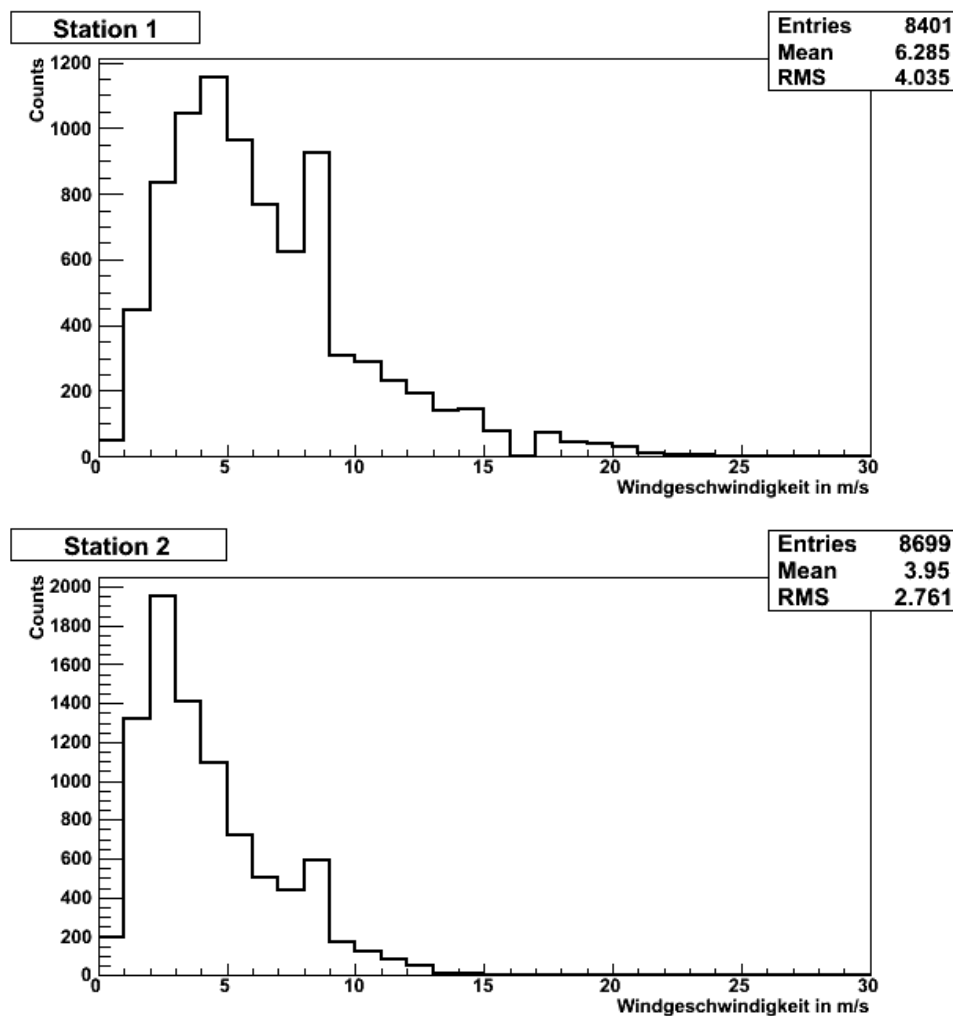 Station 1
Entries 8401
Mean 6.285
RMS 4.035
Counts
1200
1000
800
600
400
200
0
0 5 10 15 20 25 30
Windgeschwindigkeit in m/s
Station 2
Entries 8699
Mean 3.95
RMS 2.761
Counts
2000
1800
1600
1400
1200
1000
800
600
400
200
0
0 5 10 15 20 25 30
Windgeschwindigkeit in m/s